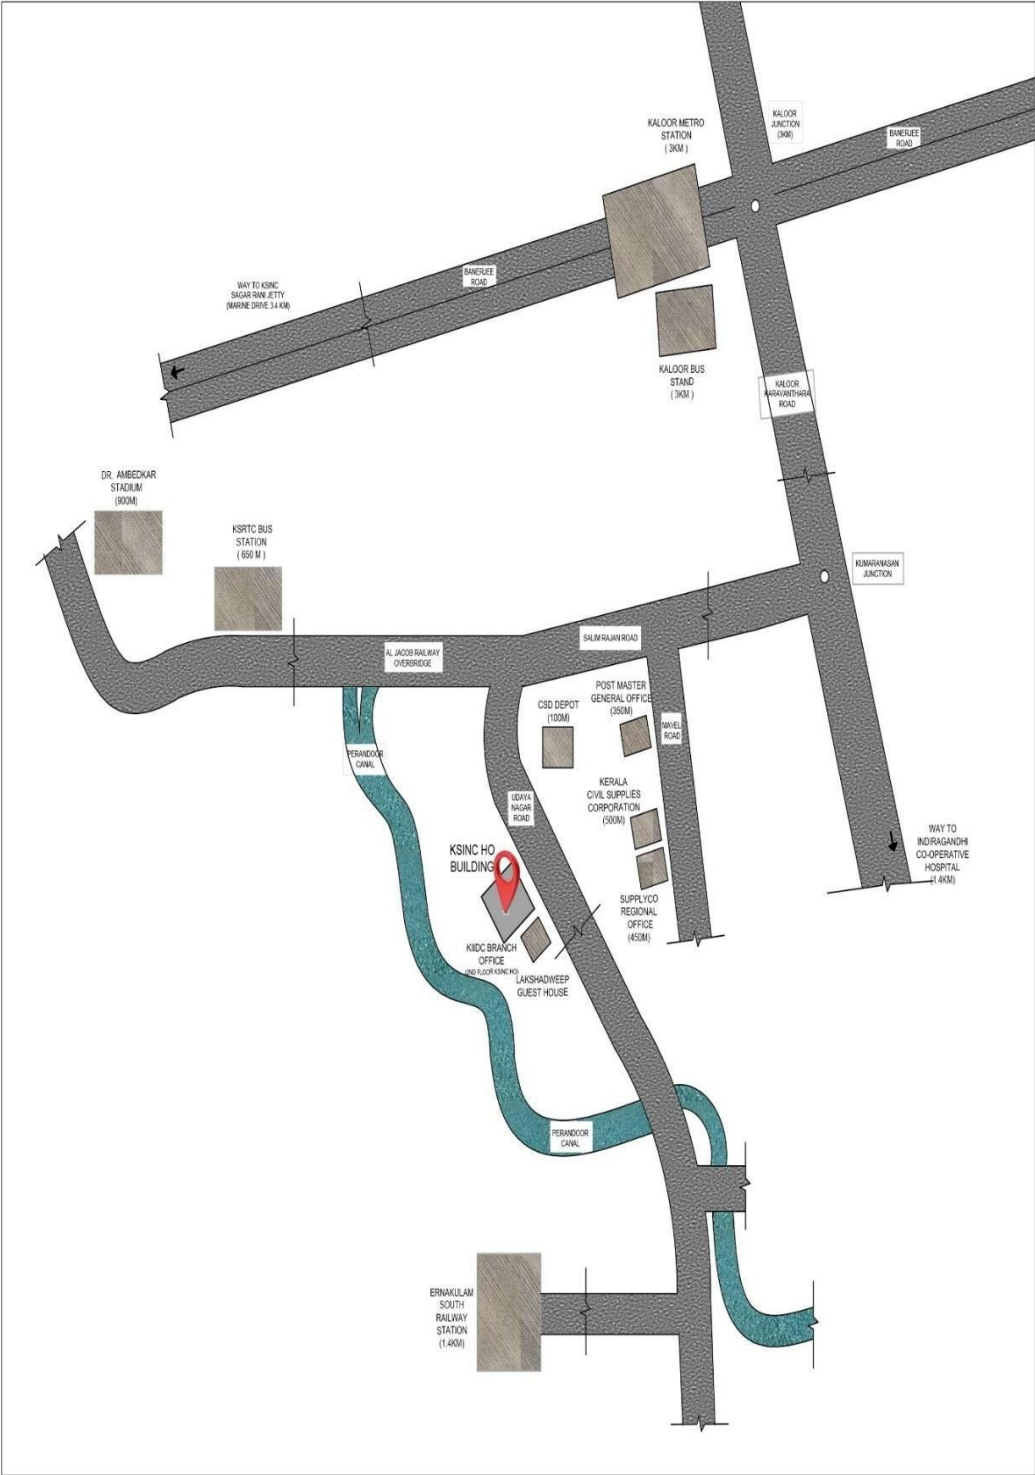 KALOOR
JUNCTION
(3KM)
KALOOR METRO
STATION
( 3KM )
BANERJEE
ROAD
BANERJEE
ROAD
WAY TO KSINC
SAGAR RANI JETTY
(MARINE DRIVE 3.4 KM)
KALOOR BUS
STAND
( 3KM )
KALOOR
KARAVANTHARA
ROAD
DR. AMBEDKAR
STADIUM
(900M)
KSRTC BUS
STATION
( 650 M )
KUMARANASAN
JUNCTION
SALIM RAJAN ROAD
AL JACOB RAILWAY
OVERBRIDGE
POST MASTER
GENERAL OFFICE
(350M)
CSD DEPOT
(100M)
MAVELI
ROAD
PERANDOOR
CANAL
KERALA
CIVIL SUPPLIES
CORPORATION
(500M)
UDAYA
NAGAR
ROAD
WAY TO
INDIRAGANDHI
CO-OPERATIVE
HOSPITAL
(1.4KM)
KSINC HO
BUILDING
SUPPLYCO
REGIONAL
OFFICE
(450M)
KIIDC BRANCH
OFFICE
(2ND FLOOR KSINC HO)
LAKSHADWEEP
GUEST HOUSE
PERANDOOR
CANAL
ERNAKULAM
SOUTH
RAILWAY
STATION
(1.4KM)